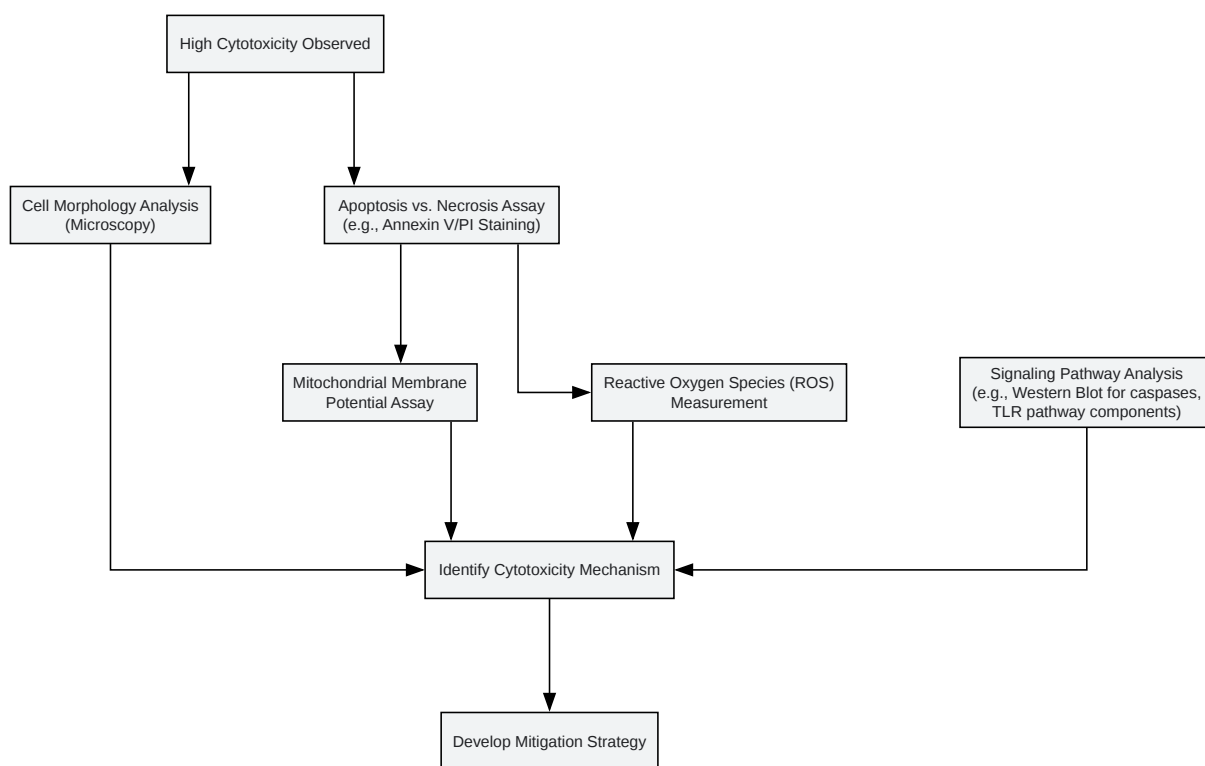 High Cytotoxicity Observed
Cell Morphology Analysis
(Microscopy)
Apoptosis vs. Necrosis Assay
(e.g., Annexin V/PI Staining)
Mitochondrial Membrane
Potential Assay
Reactive Oxygen Species (ROS)
Measurement
Signaling Pathway Analysis
(e.g., Western Blot for caspases,
TLR pathway components)
Identify Cytotoxicity Mechanism
Develop Mitigation Strategy